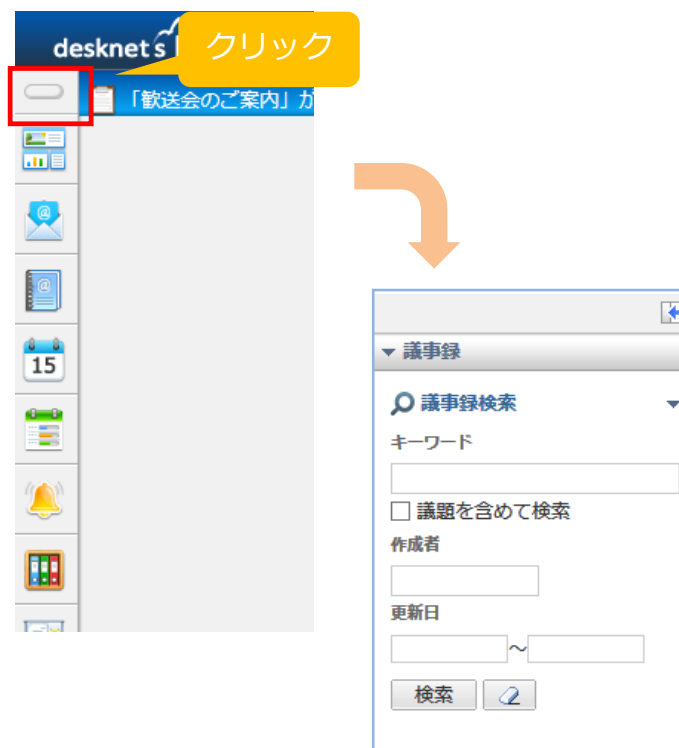 desknet's
クリック
「歓送会のご案内」が
15
議事録
議事録検索
キーワード
議題を含めて検索
作成者
更新日
～
検索